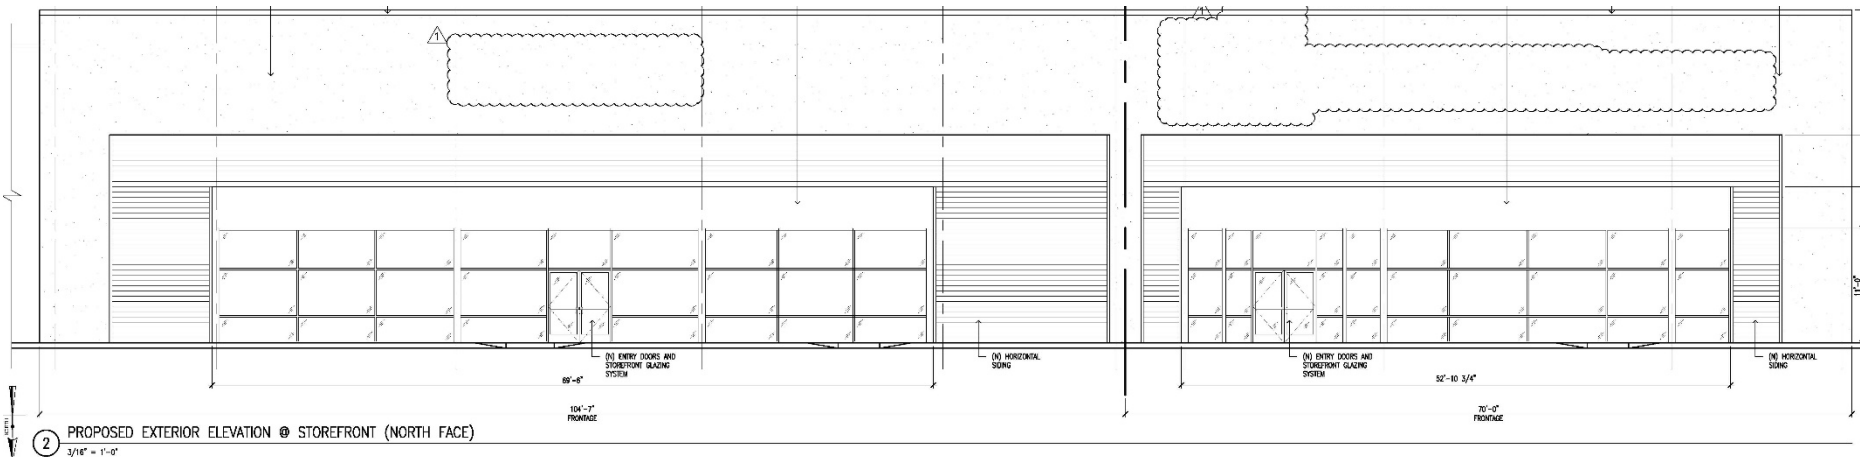 1
1
11'-0"
(N) ENTRY DOORS AND
STOREFRONT GLAZING
SYSTEM
(N) HORIZONTAL
SIDING
(N) ENTRY DOORS AND
STOREFRONT GLAZING
SYSTEM
(N) HORIZONTAL
SIDING
69'-6"
52'-10 3/4"
104'-7"
FRONTAGE
70'-0"
FRONTAGE
2
PROPOSED EXTERIOR ELEVATION @ STOREFRONT (NORTH FACE)
3/16" = 1'-0"